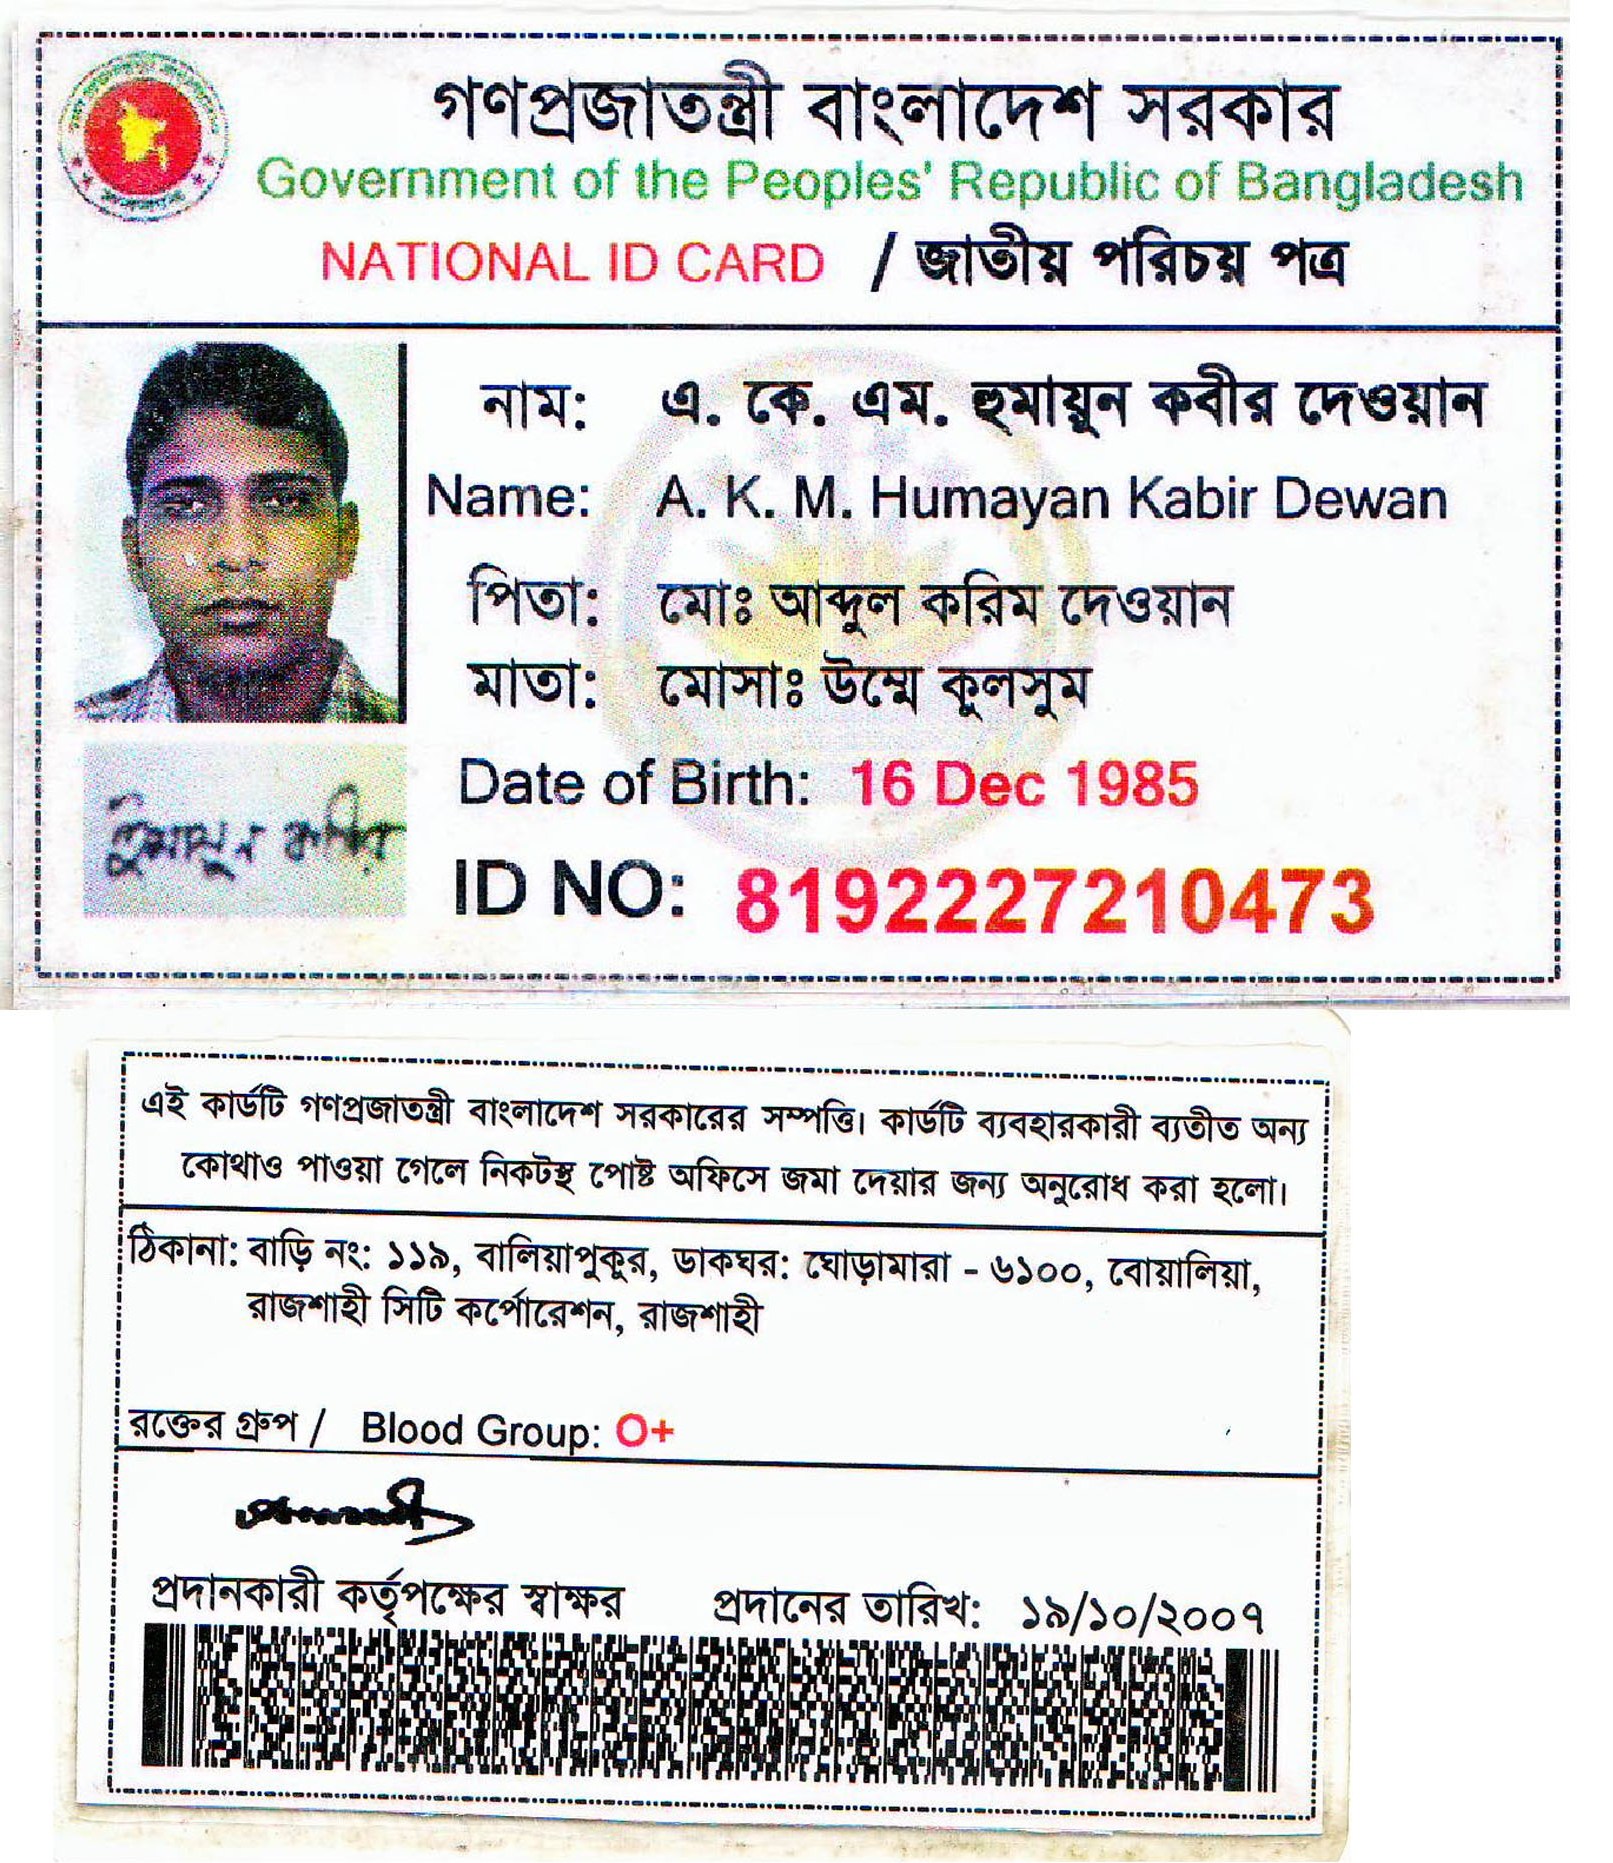 গণপ্রজাতন্ত্রী বাংলাদেশ সরকার
Government of the Peoples' Republic of Bangladesh
NATIONAL ID CARD / জাতীয় পরিচয় পত্র
নাম: এ. কে. এম. হুমায়ুন কবীর দেওয়ান
Name: A. K. M. Humayan Kabir Dewan
পিতা: মোঃ আব্দুল করিম দেওয়ান
মাতা: মোসাঃ উম্মে কুলসুম
Date of Birth: 16 Dec 1985
হুমায়ুন কবির
ID NO: 8192227210473
এই কার্ডটি গণপ্রজাতন্ত্রী বাংলাদেশ সরকারের সম্পত্তি। কার্ডটি ব্যবহারকারী ব্যতীত অন্য
কোথাও পাওয়া গেলে নিকটস্থ পোষ্ট অফিসে জমা দেয়ার জন্য অনুরোধ করা হলো।
ঠিকানা: বাড়ি নং: ১১৯, বালিয়াপুকুর, ডাকঘর: ঘোড়ামারা - ৬১০০, বোয়ালিয়া,
রাজশাহী সিটি কর্পোরেশন, রাজশাহী
রক্তের গ্রুপ / Blood Group: O+
প্রদানকারী কর্তৃপক্ষের স্বাক্ষর প্রদানের তারিখ: ১৯/১০/২০০৭